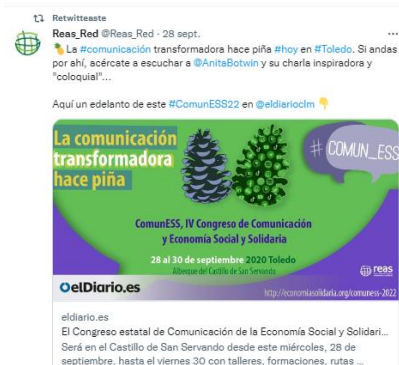 Retwitteaste
Reas_Red @Reas_Red · 28 sept.
La #comunicación transformadora hace piña #hoy en #Toledo. Si andas
por ahí, acércate a escuchar a @AnitaBotwin y su charla inspiradora y
"coloquial"...
Aquí un adelanto de este #ComunESS22 en @eldiarioclm
La comunicación
transformadora
hace piña
# COMUN_ESS
ComunESS, IV Congreso de Comunicación
y Economía Social y Solidaria
28 al 30 de septiembre 2020 Toledo
Albergue del Castillo de San Servando
reas
elDiario.es
http://economiasolidaria.org/comuness-2022
eldiario.es
El Congreso estatal de Comunicación de la Economía Social y Solidari...
Será en el Castillo de San Servando desde este miércoles, 28 de
septiembre, hasta el viernes 30 con talleres, formaciones, rutas ...